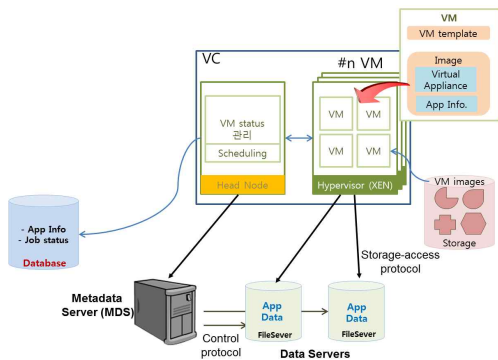 VM
VM template
Image
Virtual
Appliance
App Info.
VC
#n VM
VM status
관리
Scheduling
Head Node
VM
VM
VM
VM
Hypervisor (XEN)
VM images
Storage
- App Info
- Job status
Database
Storage-access
protocol
Metadata
Server (MDS)
Control
protocol
App
Data
FileSever
App
Data
FileSever
Data Servers